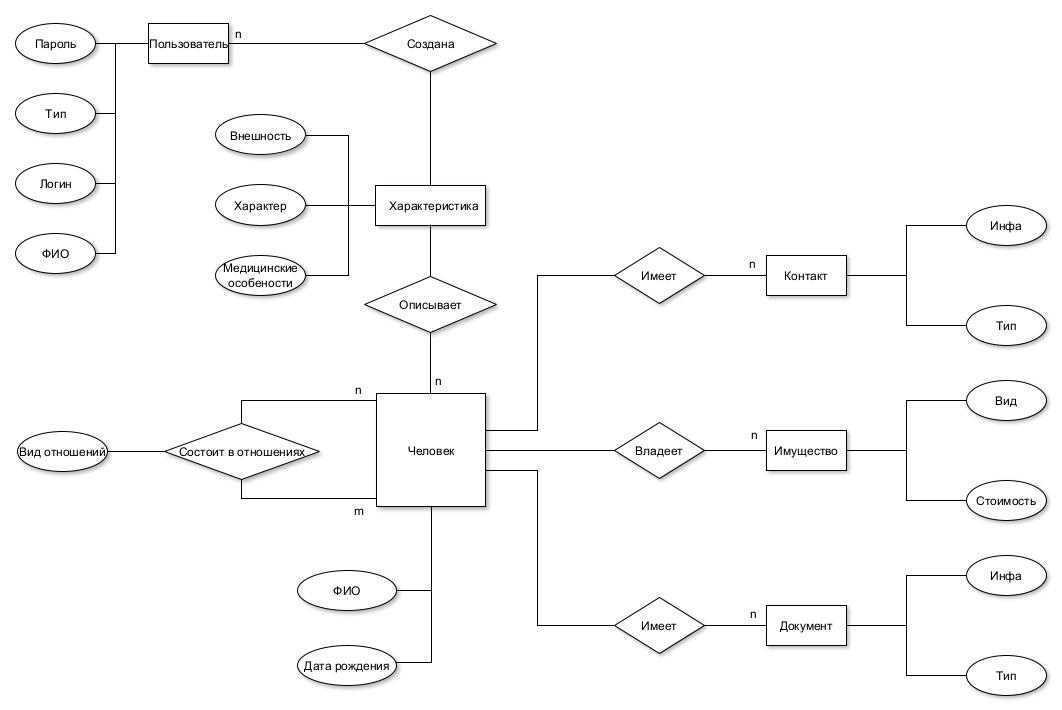 Пароль
Пользователь
n
Создана
Тип
Внешность
Логин
Характер
Характеристика
ФИО
Медицинские
особености
Описывает
n
Имеет
n
Контакт
Инфа
Тип
n
Вид отношений
Состоит в отношениях
m
Человек
Владеет
n
Имущество
Вид
Стоимость
ФИО
Дата рождения
Имеет
n
Документ
Инфа
Тип